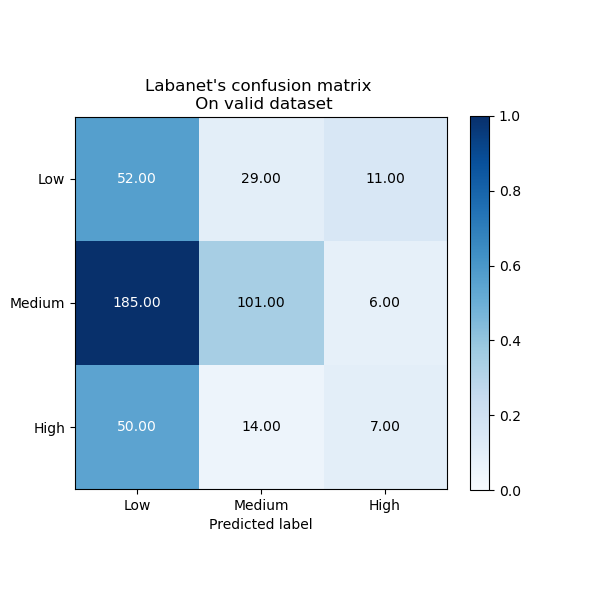 Labanet's confusion matrix
On valid dataset
Low 52.00 29.00 11.00
Medium 185.00 101.00 6.00
High 50.00 14.00 7.00
Low Medium High
Predicted label
1.0
0.8
0.6
0.4
0.2
0.0